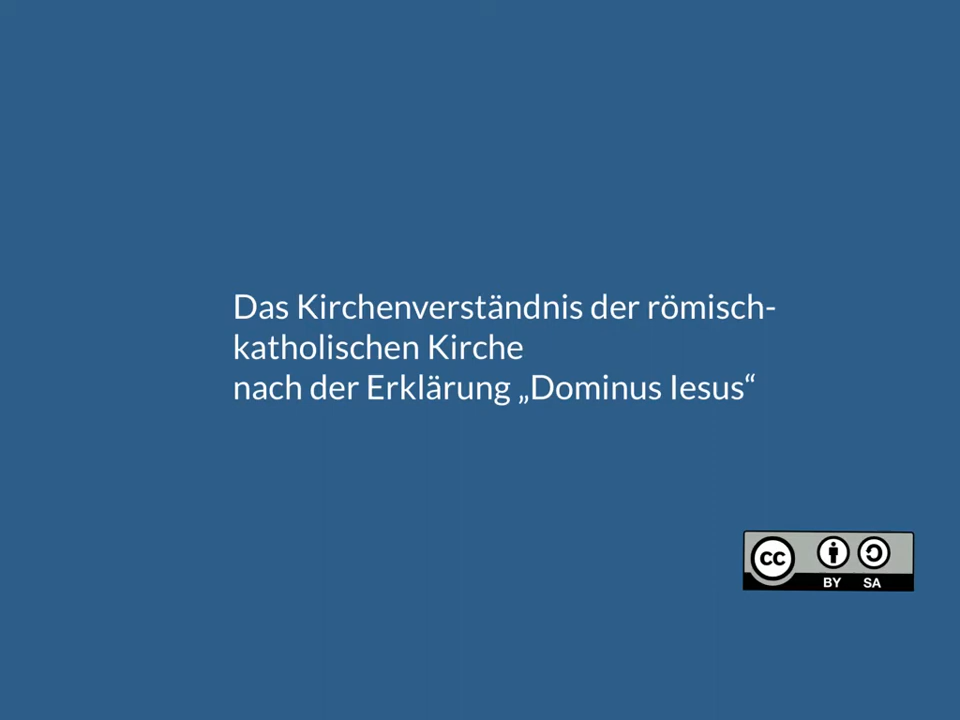 Das Kirchenverständnis der römisch-
katholischen Kirche
nach der Erklärung „Dominus Iesus“
cc
BY SA